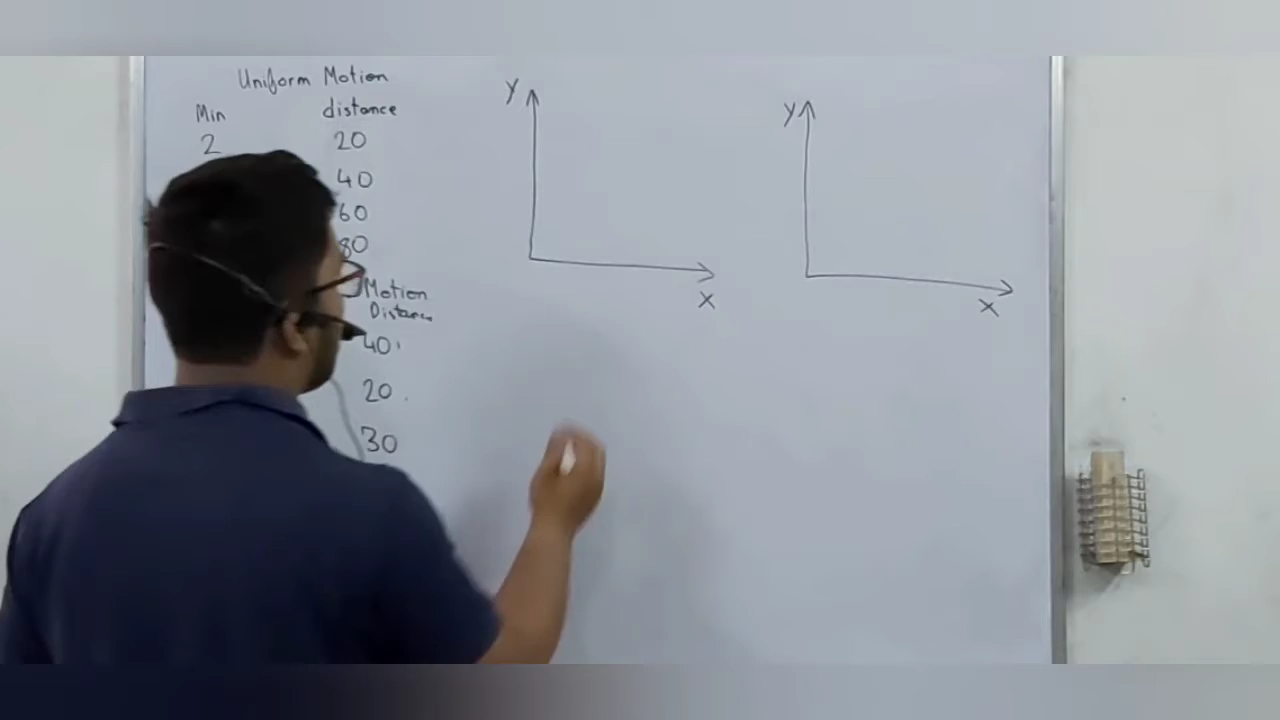 Uniform Motion
Min distance
2 20
40
60
80
Motion
Distance
40
20
30
y
x
y
x